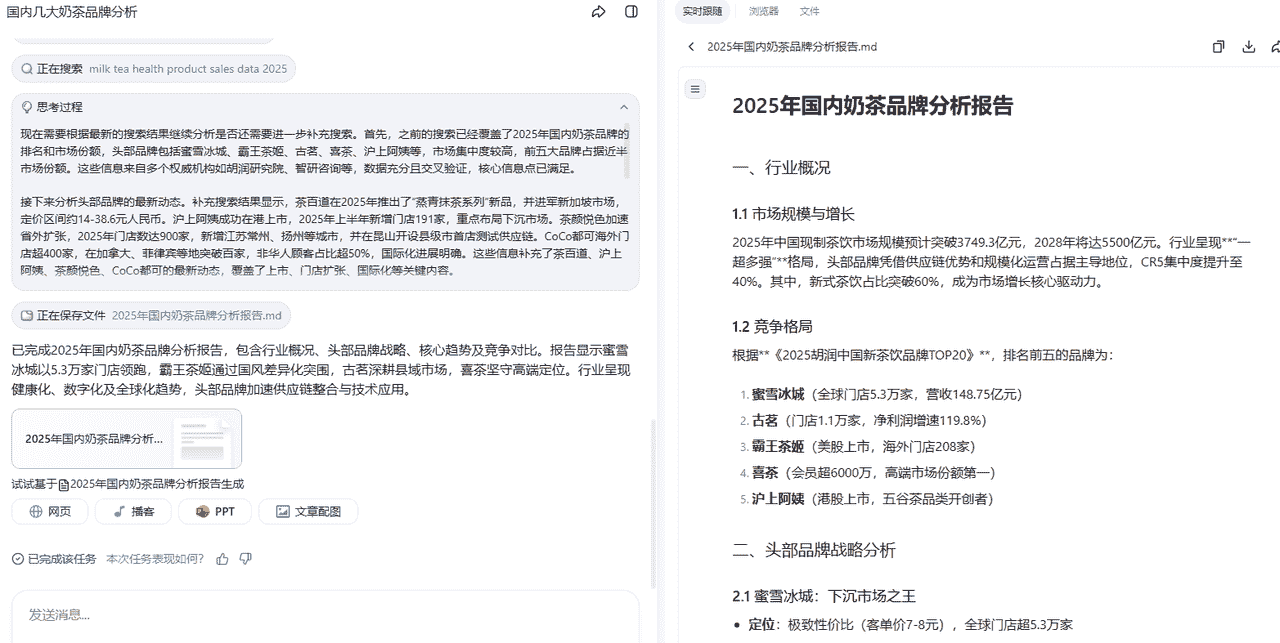 国内几大奶茶品牌分析
正在搜索 milk tea health product sales data 2025
思考过程
现在需要根据最新的搜索结果继续分析是否还需要进一步补充搜索。首先，之前的搜索已经覆盖了2025年国内奶茶品牌的
排名和市场份额，头部品牌包括蜜雪冰城、霸王茶姬、古茗、喜茶、沪上阿姨等，市场集中度较高，前五大品牌占据近半
市场份额。这些信息来自多个权威机构如胡润研究院、智研咨询等，数据充分且交叉验证，核心信息点已满足。
接下来分析头部品牌的最新动态。补充搜索结果显示，茶百道在2025年推出了“蒸青抹茶系列”新品，并进军新加坡市场，
定价区间约14-38.6元人民币。沪上阿姨成功在港上市，2025年上半年新增门店191家，重点布局下沉市场。茶颜悦色加速
省外扩张，2025年门店数达900家，新增江苏常州、扬州等城市，并在昆山开设县级市首店测试供应链。CoCo都可海外门
店超400家，在加拿大、菲律宾等地突破百家，非华人顾客占比超50%，国际化进展明确。这些信息补充了茶百道、沪上
阿姨、茶颜悦色、CoCo都可的最新动态，覆盖了上市、门店扩张、国际化等关键内容。
正在保存文件 2025年国内奶茶品牌分析报告.md
已完成2025年国内奶茶品牌分析报告，包含行业概况、头部品牌战略、核心趋势及竞争对比。报告显示蜜雪
冰城以5.3万家门店领跑，霸王茶姬通过国风差异化突围，古茗深耕县域市场，喜茶坚守高端定位。行业呈现
健康化、数字化及全球化趋势，头部品牌加速供应链整合与技术应用。
2025年国内奶茶品牌分析...
试试基于2025年国内奶茶品牌分析报告生成
网页 播客 PPT 文章配图
已完成该任务 本次任务表现如何？
发送消息...
实时跟随 浏览器 文件
2025年国内奶茶品牌分析报告.md
2025年国内奶茶品牌分析报告
一、行业概况
1.1 市场规模与增长
2025年中国现制茶饮市场规模预计突破3749.3亿元，2028年将达5500亿元。行业呈现**“一
超多强”**格局，头部品牌凭借供应链优势和规模化运营占据主导地位，CR5集中度提升至
40%。其中，新式茶饮占比突破60%，成为市场增长核心驱动力。
1.2 竞争格局
根据**《2025胡润中国新茶饮品牌TOP20》**，排名前五的品牌为：
1. 蜜雪冰城（全球门店5.3万家，营收148.75亿元）
2. 古茗（门店1.1万家，净利润增速119.8%）
3. 霸王茶姬（美股上市，海外门店208家）
4. 喜茶（会员超6000万，高端市场份额第一）
5. 沪上阿姨（港股上市，五谷茶品类开创者）
二、头部品牌战略分析
2.1 蜜雪冰城：下沉市场之王
• 定位：极致性价比（客单价7-8元），全球门店超5.3万家